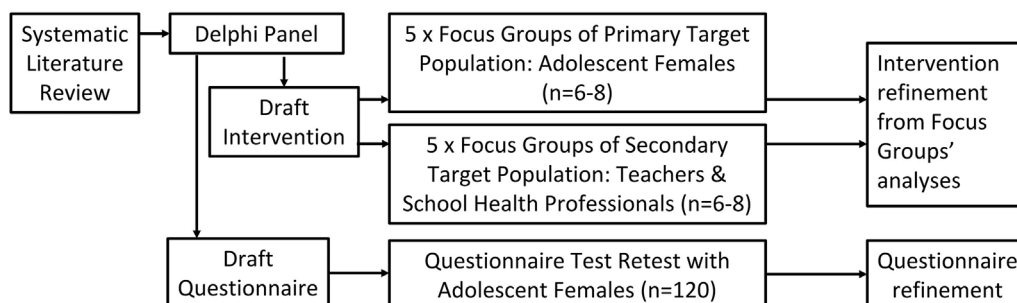 Systematic
Literature
Review
Delphi Panel
Draft
Intervention
5 x Focus Groups of Primary Target
Population: Adolescent Females
(n=6-8)
5 x Focus Groups of Secondary
Target Population: Teachers &
School Health Professionals (n=6-8)
Intervention
refinement
from Focus
Groups’
analyses
Draft
Questionnaire
Questionnaire Test Retest with
Adolescent Females (n=120)
Questionnaire
refinement